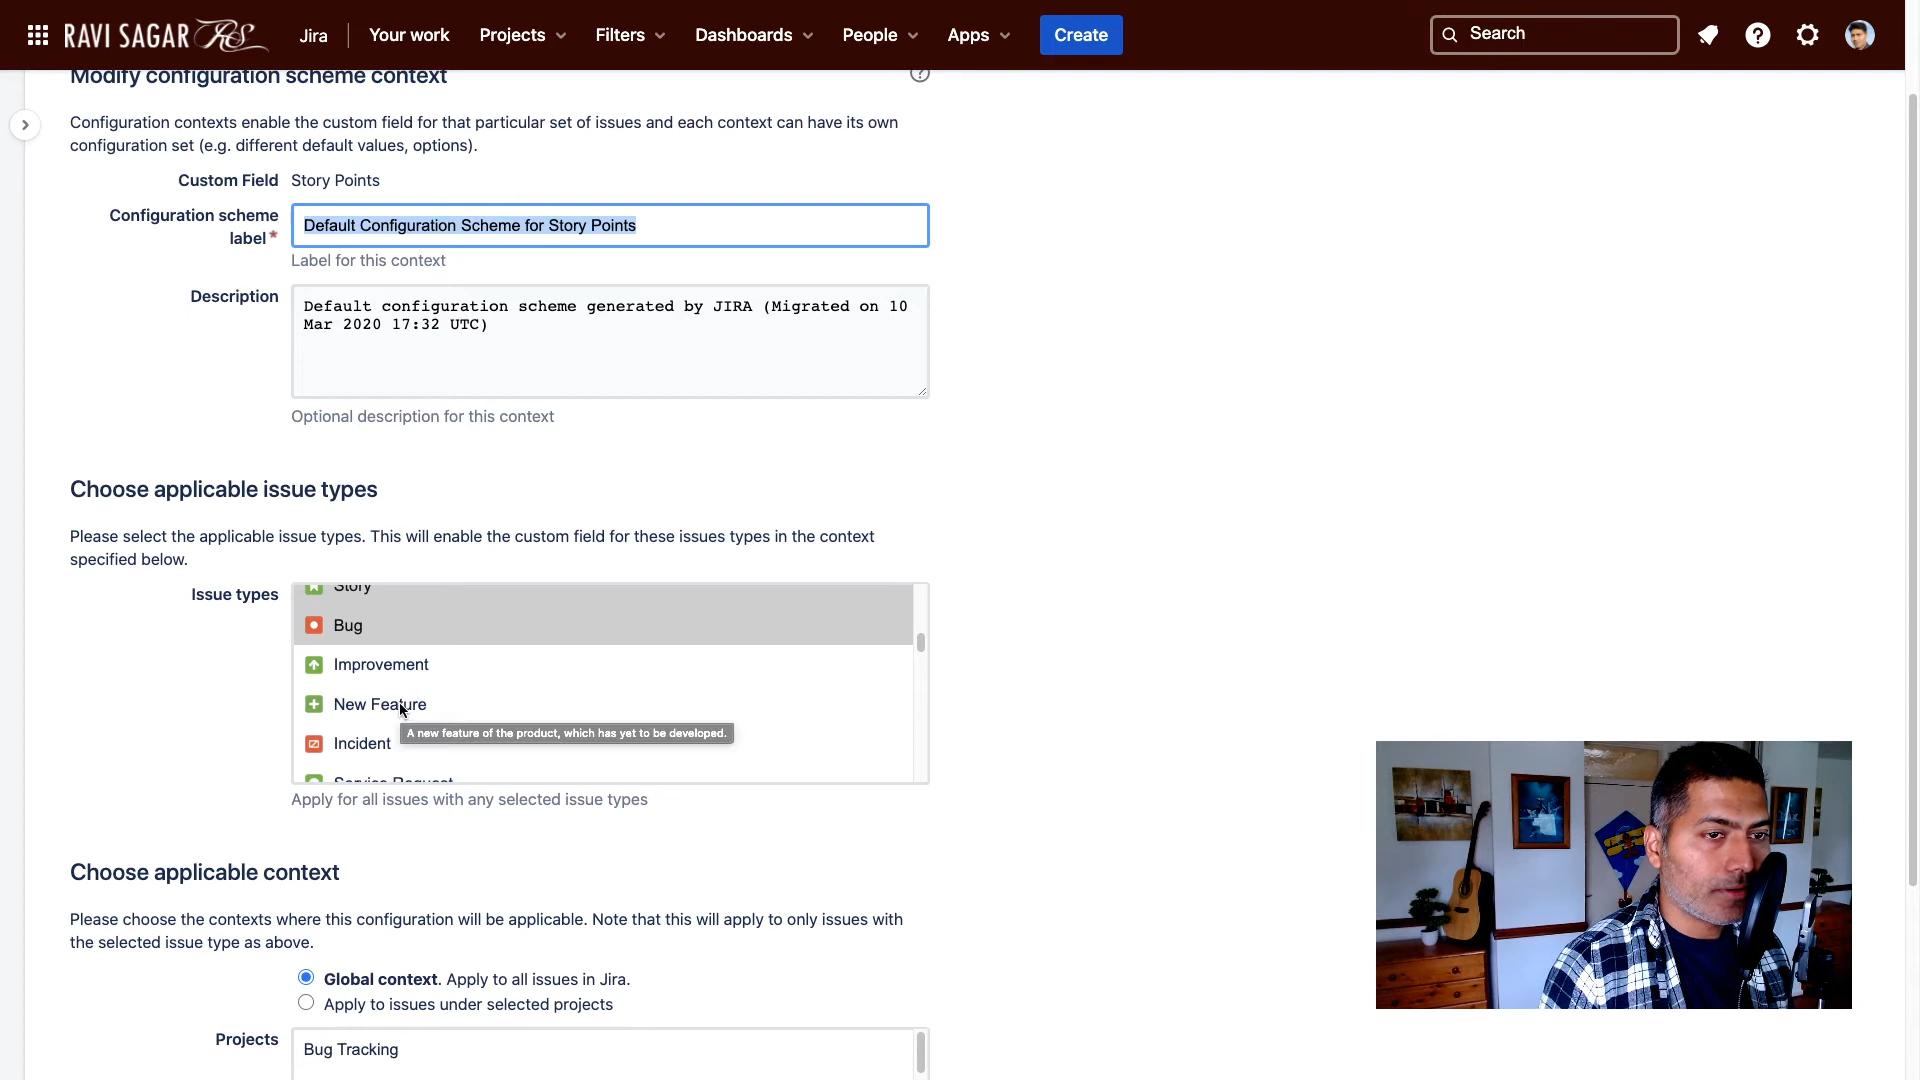 RAVI SAGAR
Jira
Your work
Projects
Filters
Dashboards
People
Apps
Create
Search
Modify configuration scheme context
Configuration contexts enable the custom field for that particular set of issues and each context can have its own
configuration set (e.g. different default values, options).
Custom Field Story Points
Configuration scheme
label*
Default Configuration Scheme for Story Points
Label for this context
Description
Default configuration scheme generated by JIRA (Migrated on 10
Mar 2020 17:32 UTC)
Optional description for this context
Choose applicable issue types
Please select the applicable issue types. This will enable the custom field for these issues types in the context
specified below.
Issue types
Story
Bug
Improvement
New Feature
A new feature of the product, which has yet to be developed.
Incident
Service Request
Apply for all issues with any selected issue types
Choose applicable context
Please choose the contexts where this configuration will be applicable. Note that this will apply to only issues with
the selected issue type as above.
Global context. Apply to all issues in Jira.
Apply to issues under selected projects
Projects
Bug Tracking